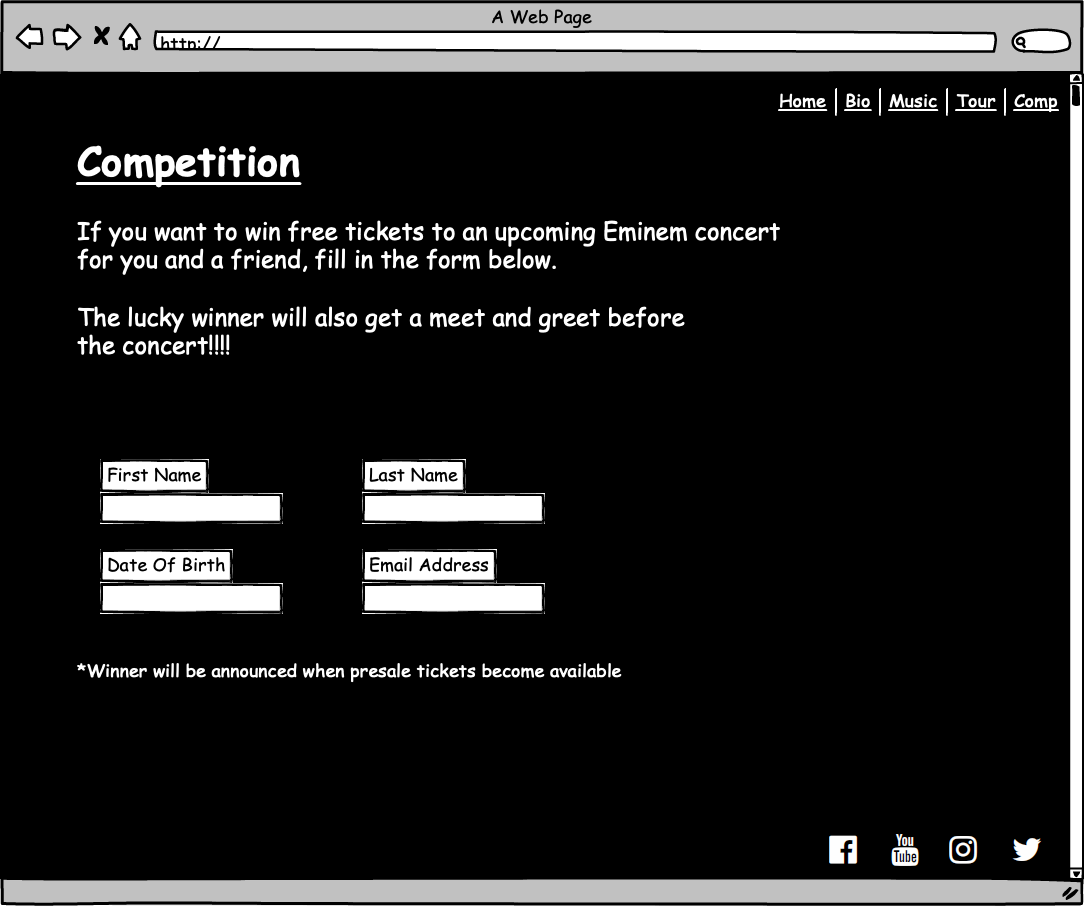 A Web Page
http://
Home | Bio | Music | Tour | Comp
Competition
If you want to win free tickets to an upcoming Eminem concert
for you and a friend, fill in the form below.
The lucky winner will also get a meet and greet before
the concert!!!!
First Name
Last Name
Date Of Birth
Email Address
*Winner will be announced when presale tickets become available
You
Tube